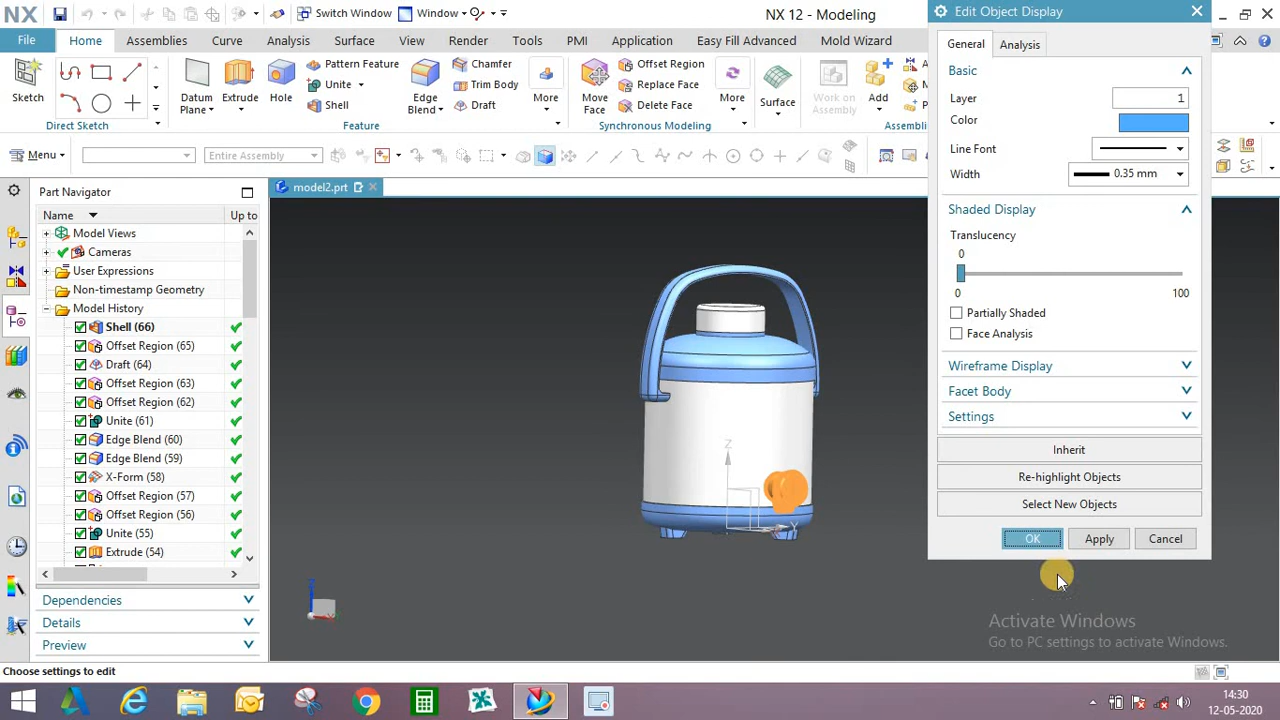 NX
Switch Window
Window
NX 12 - Modeling
File
Home
Assemblies
Curve
Analysis
Surface
View
Render
Tools
PMI
Application
Easy Fill Advanced
Mold Wizard
Sketch
Direct Sketch
Datum Plane
Extrude
Hole
Pattern Feature
Unite
Shell
Edge Blend
Chamfer
Trim Body
Draft
More
Feature
Move Face
Offset Region
Replace Face
Delete Face
More
Synchronous Modeling
Surface
Work on Assembly
Add
Assembli
Menu
Entire Assembly
Part Navigator
model2.prt
Name
Up to
Model Views
Cameras
User Expressions
Non-timestamp Geometry
Model History
Shell (66)
Offset Region (65)
Draft (64)
Offset Region (63)
Offset Region (62)
Unite (61)
Edge Blend (60)
Edge Blend (59)
X-Form (58)
Offset Region (57)
Offset Region (56)
Unite (55)
Extrude (54)
Dependencies
Details
Preview
Z
Y
Edit Object Display
General
Analysis
Basic
Layer
1
Color
Line Font
Width
0.35 mm
Shaded Display
Translucency
0
0
100
Partially Shaded
Face Analysis
Wireframe Display
Facet Body
Settings
Inherit
Re-highlight Objects
Select New Objects
OK
Apply
Cancel
Activate Windows
Go to PC settings to activate Windows.
Choose settings to edit
14:30
12-05-2020